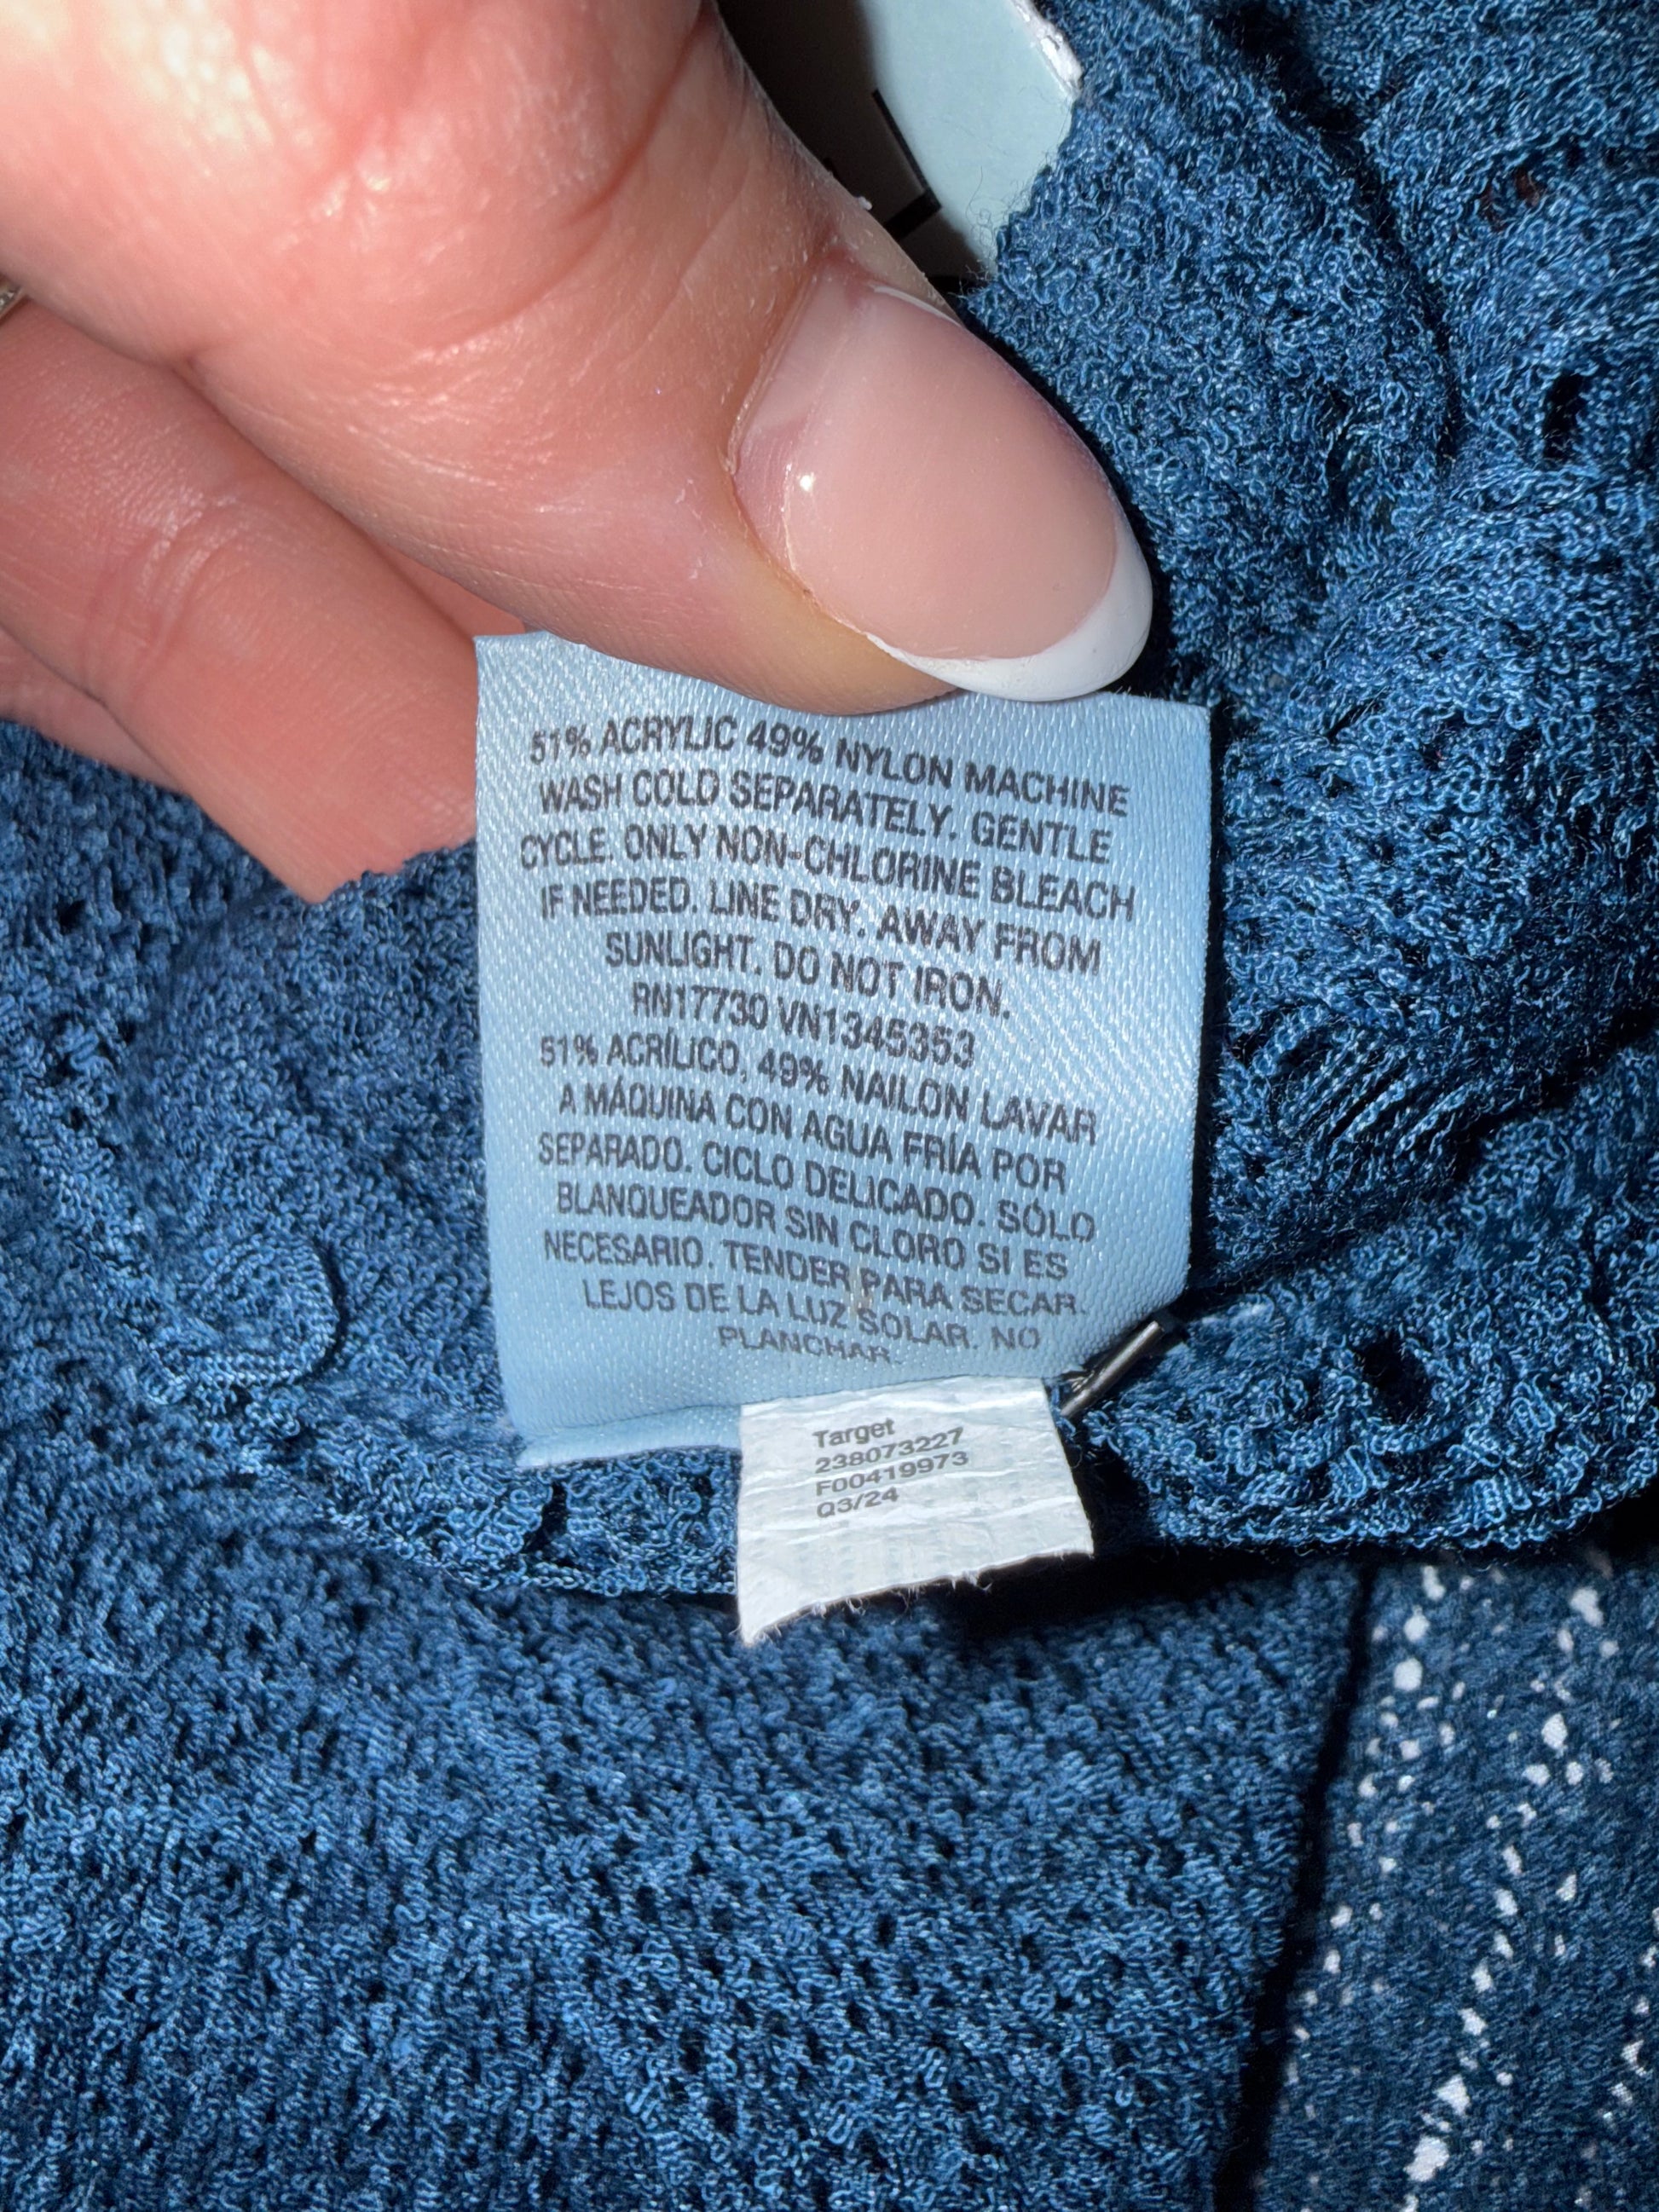 51% ACRYLIC 49% NYLON MACHINE
WASH COLD SEPARATELY. GENTLE
CYCLE. ONLY NON-CHLORINE BLEACH
IF NEEDED. LINE DRY. AWAY FROM
SUNLIGHT. DO NOT IRON.
RN17730 VN1345353
51% ACRÍLICO, 49% NAILON LAVAR
A MÁQUINA CON AGUA FRÍA POR
SEPARADO. CICLO DELICADO. SÓLO
BLANQUEADOR SIN CLORO SI ES
NECESARIO. TENDER PARA SECAR.
LEJOS DE LA LUZ SOLAR. NO
PLANCHAR.
Target
238073227
F00419973
Q3/24